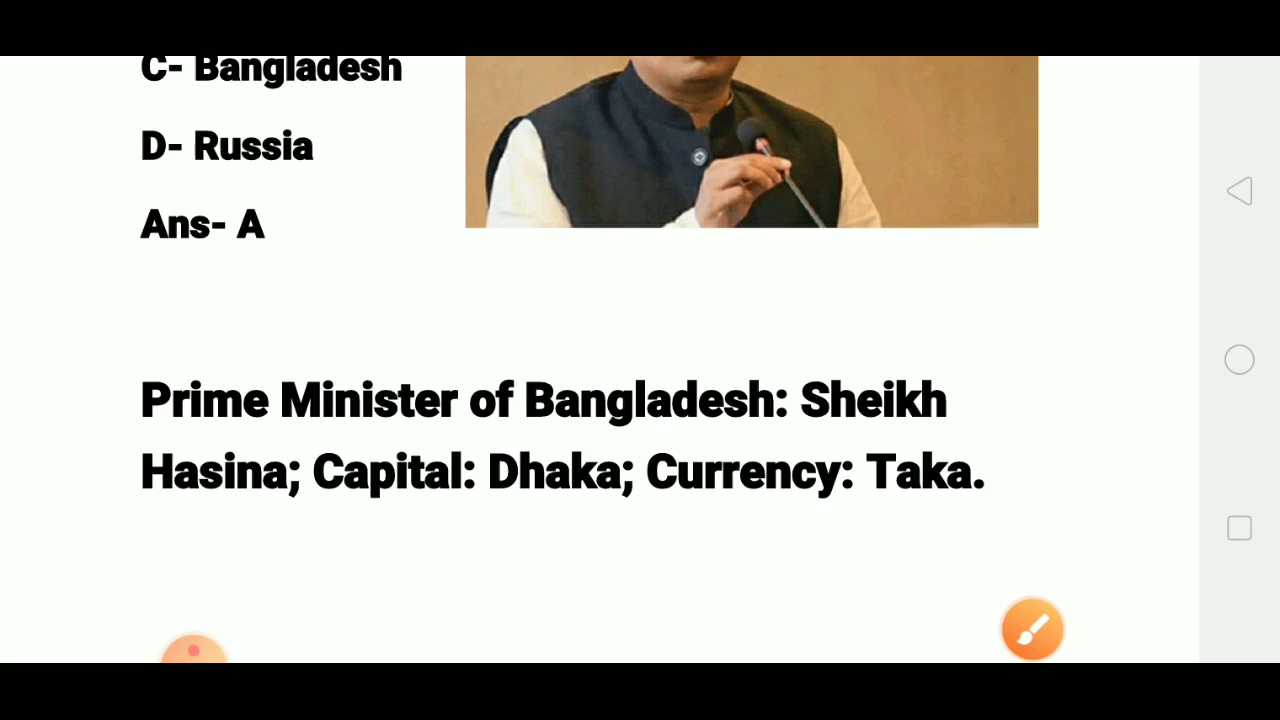 C- Bangladesh
D- Russia
Ans- A
Prime Minister of Bangladesh: Sheikh
Hasina; Capital: Dhaka; Currency: Taka.